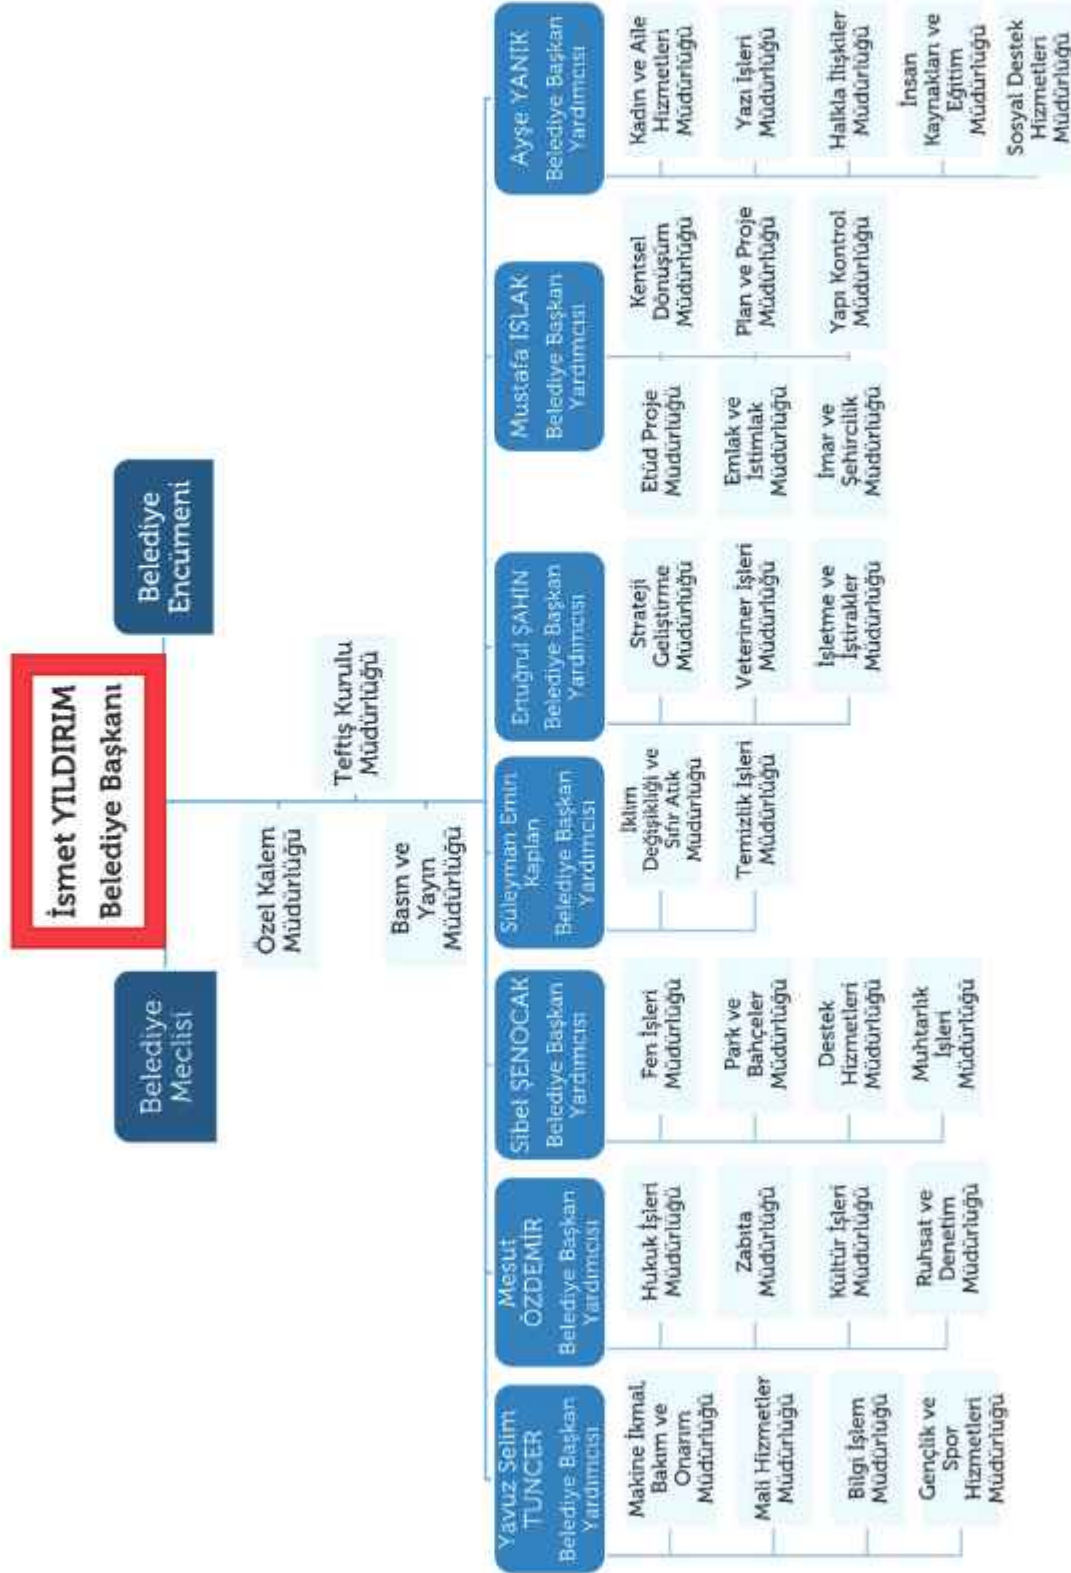 İsmet YILDIRIM
Belediye Başkanı
Belediye
Meclisi
Belediye
Encümeni
Özel Kalem
Müdürlüğü
Teftiş Kurulu
Müdürlüğü
Basın ve
Yayın
Müdürlüğü
Yavuz Selim
TUNCER
Belediye Başkan
Yardımcısı
Makine İkmal,
Bakım ve
Onarım
Müdürlüğü
Mali Hizmetler
Müdürlüğü
Bilgi İşlem
Müdürlüğü
Gençlik ve
Spor
Hizmetleri
Müdürlüğü
Mesut
ÖZDEMİR
Belediye Başkan
Yardımcısı
Hukuk İşleri
Müdürlüğü
Zabıta
Müdürlüğü
Kültür İşleri
Müdürlüğü
Ruhsat ve
Denetim
Müdürlüğü
Sibel ŞENOCAK
Belediye Başkan
Yardımcısı
Fen İşleri
Müdürlüğü
Park ve
Bahçeler
Müdürlüğü
Destek
Hizmetleri
Müdürlüğü
Muhtarlık
İşleri
Müdürlüğü
Süleyman Emin
Kaplan
Belediye Başkan
Yardımcısı
İklim
Değişikliği ve
Sıfır Atık
Müdürlüğü
Temizlik İşleri
Müdürlüğü
Ertuğrul ŞAHİN
Belediye Başkan
Yardımcısı
Strateji
Geliştirme
Müdürlüğü
Veteriner İşleri
Müdürlüğü
İşletme ve
İştirakler
Müdürlüğü
Mustafa ISLAK
Belediye Başkan
Yardımcısı
Etüd Proje
Müdürlüğü
Kentsel
Dönüşüm
Müdürlüğü
Emlak ve
İstimlak
Müdürlüğü
Plan ve Proje
Müdürlüğü
İmar ve
Şehircilik
Müdürlüğü
Yapı Kontrol
Müdürlüğü
Ayşe YANIK
Belediye Başkan
Yardımcısı
Kadın ve Aile
Hizmetleri
Müdürlüğü
Yazı İşleri
Müdürlüğü
Halkla İlişkiler
Müdürlüğü
İnsan
Kaynakları ve
Eğitim
Müdürlüğü
Sosyal Destek
Hizmetleri
Müdürlüğü